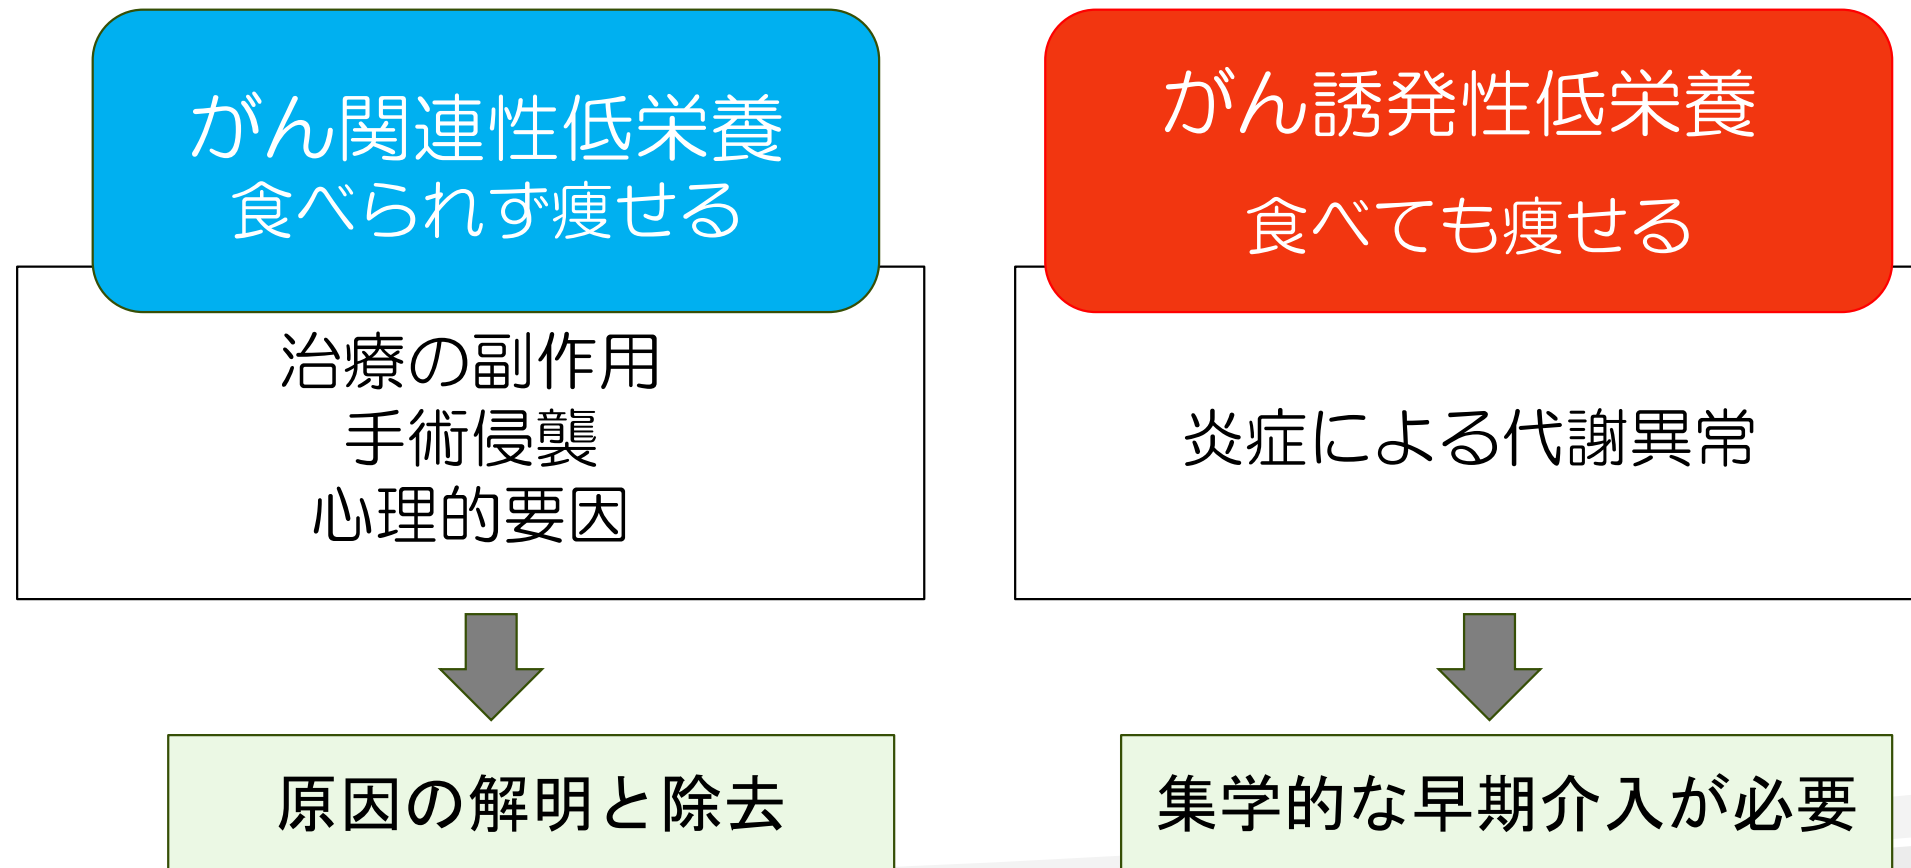 がん関連性低栄養
食べられず痩せる
治療の副作用
手術侵襲
心理的要因
原因の解明と除去
がん誘発性低栄養
食べても痩せる
炎症による代謝異常
集学的な早期介入が必要